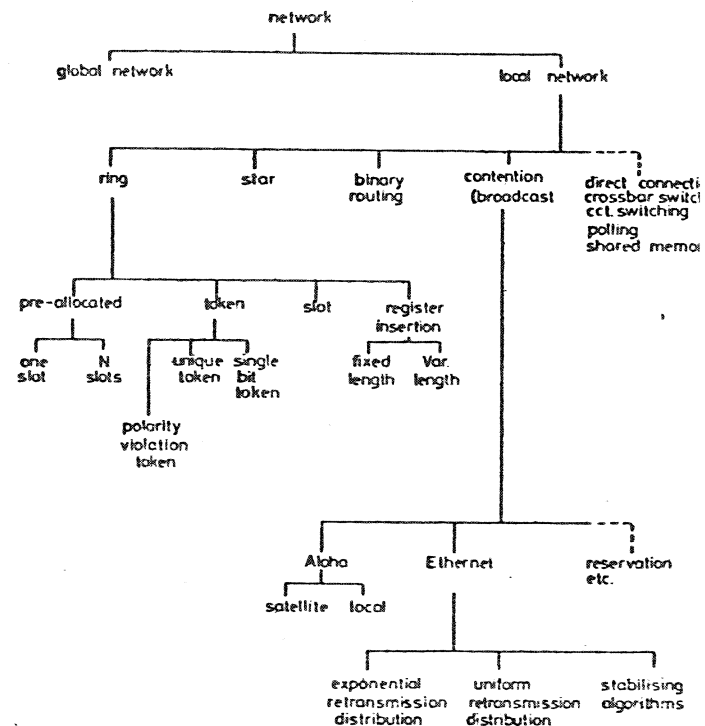 network
global network
local network
ring
star
binary
routing
contention
(broadcast
direct connecti
crossbar switc
cct. switching
polling
shared memo
pre-allocated
token
slot
register
insertion
one
slot
N
slots
unique
token
single
bit
token
fixed
length
Var.
length
polarity
violation
token
Aloha
Ethernet
reservation
etc.
satellite
local
exponential
retransmission
distribution
uniform
retransmission
distribution
stabilising
algorithms